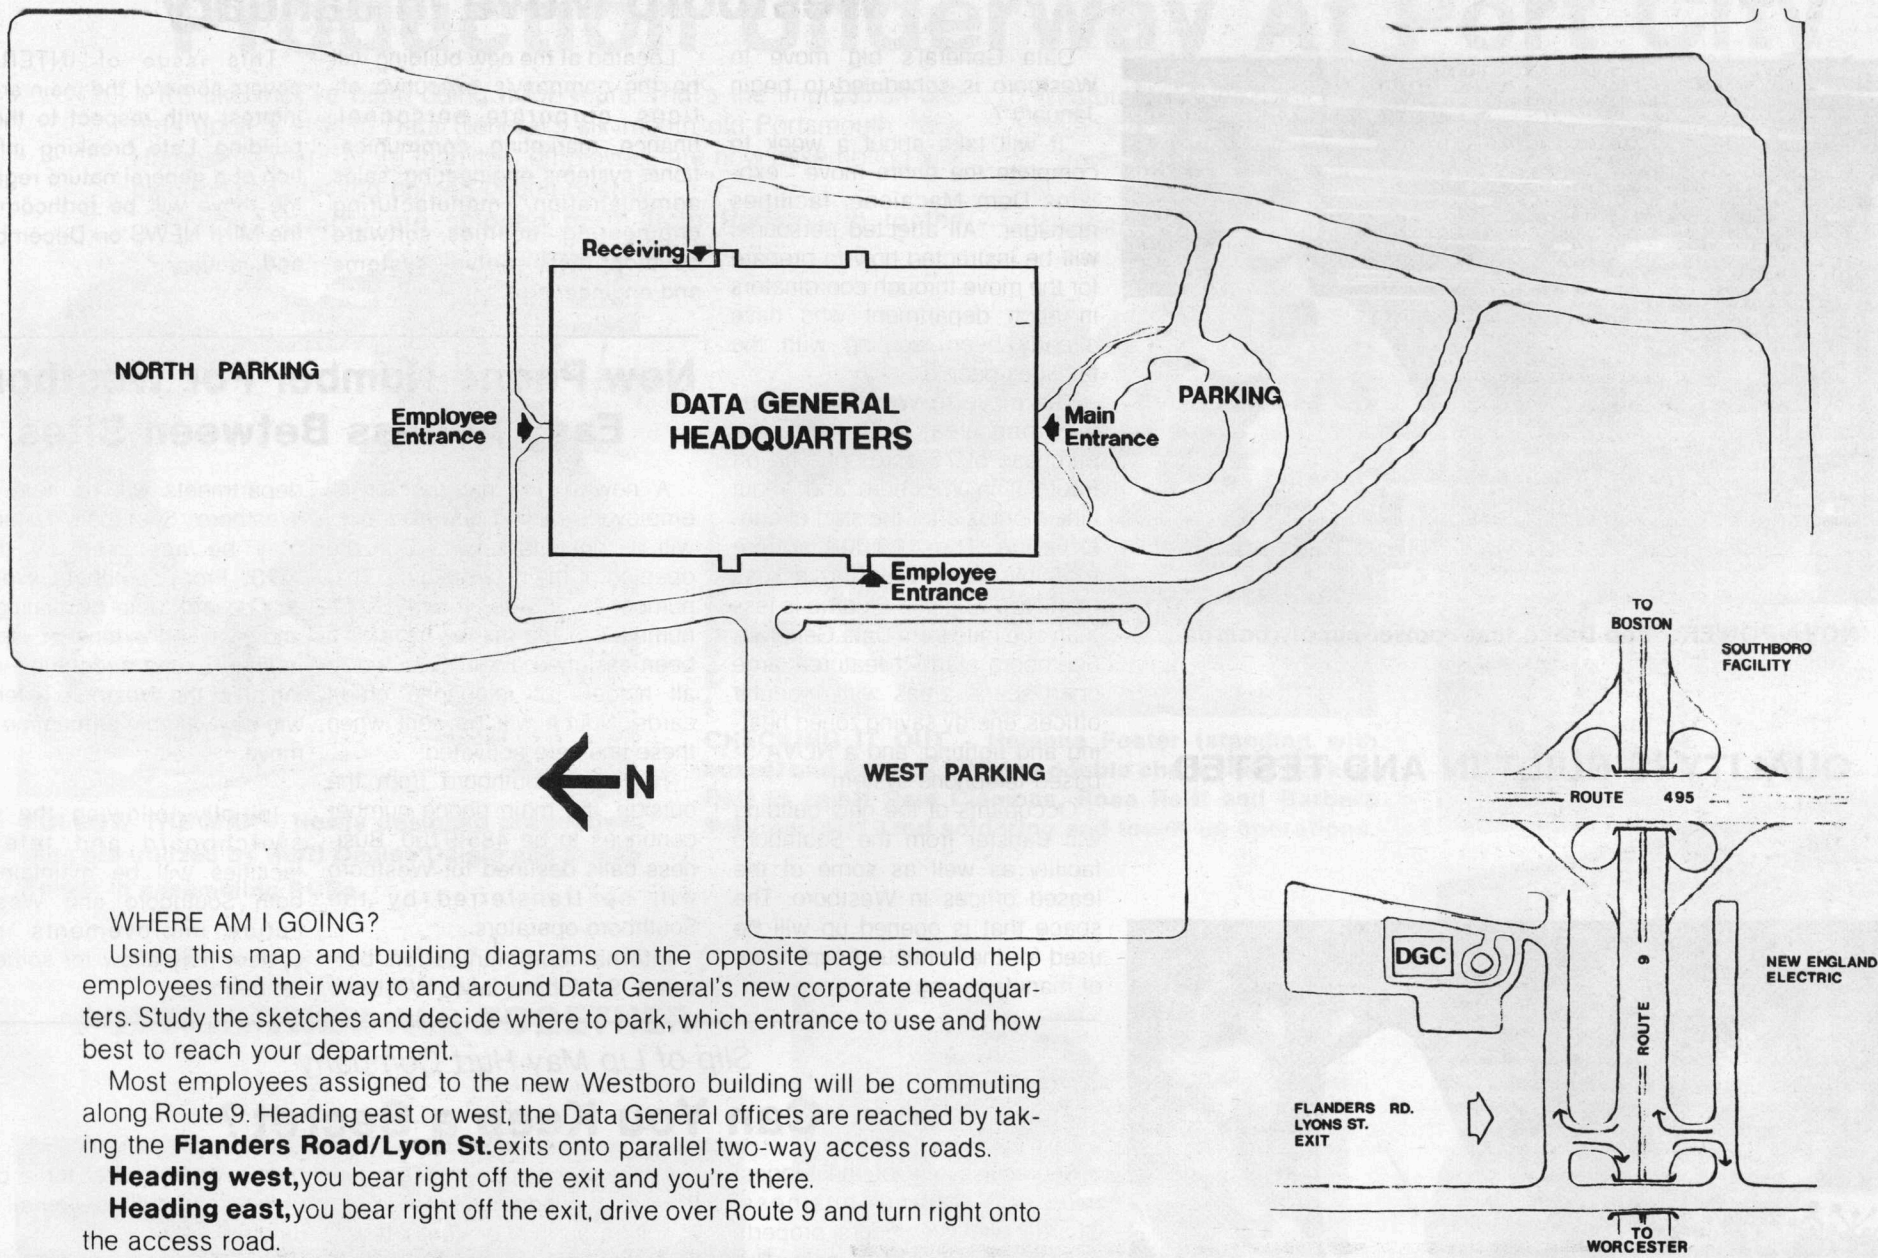 Receiving
NORTH PARKING
Employee
Entrance
DATA GENERAL
HEADQUARTERS
Main
Entrance
PARKING
Employee
Entrance
N
WEST PARKING
WHERE AM I GOING?
Using this map and building diagrams on the opposite page should help
employees find their way to and around Data General's new corporate headquar-
ters. Study the sketches and decide where to park, which entrance to use and how
best to reach your department.
Most employees assigned to the new Westboro building will be commuting
along Route 9. Heading east or west, the Data General offices are reached by tak-
ing the Flanders Road/Lyon St. exits onto parallel two-way access roads.
Heading west, you bear right off the exit and you're there.
Heading east, you bear right off the exit, drive over Route 9 and turn right onto
the access road.
TO
BOSTON
SOUTHBORO
FACILITY
ROUTE 495
DGC
ROUTE 9
NEW ENGLAND
ELECTRIC
FLANDERS RD.
LYONS ST.
EXIT
TO
WORCESTER